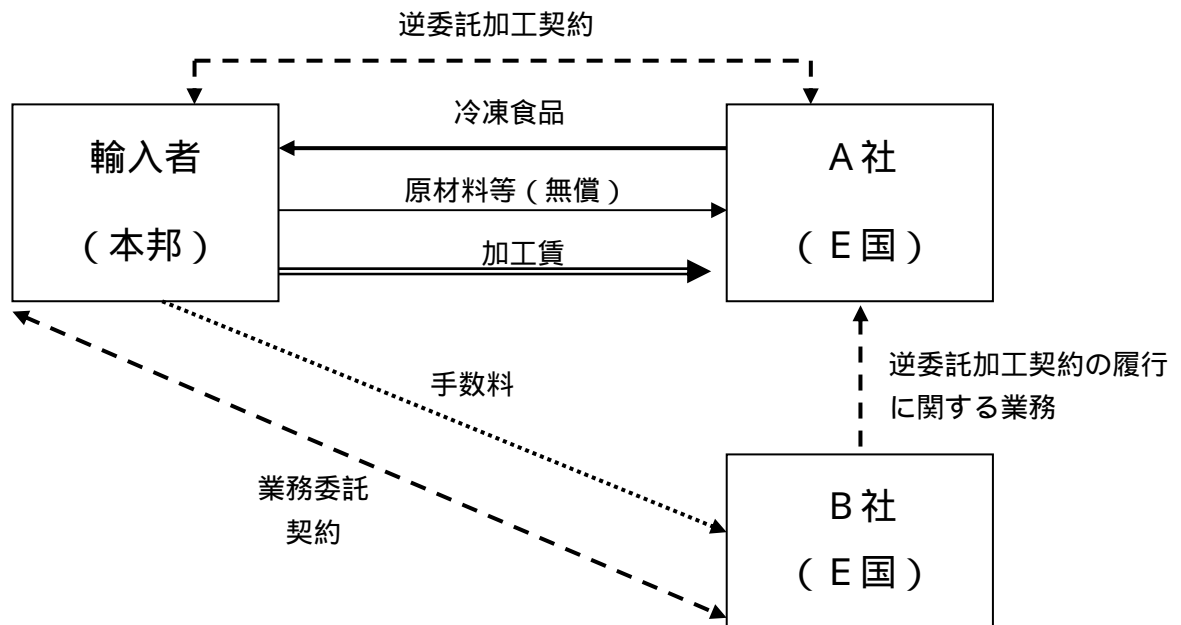 逆委託加工契約
輸入者
（本邦）
冷凍食品
原材料等（無償）
加工賃
A社
（E国）
手数料
業務委託
契約
逆委託加工契約の履行
に関する業務
B社
（E国）